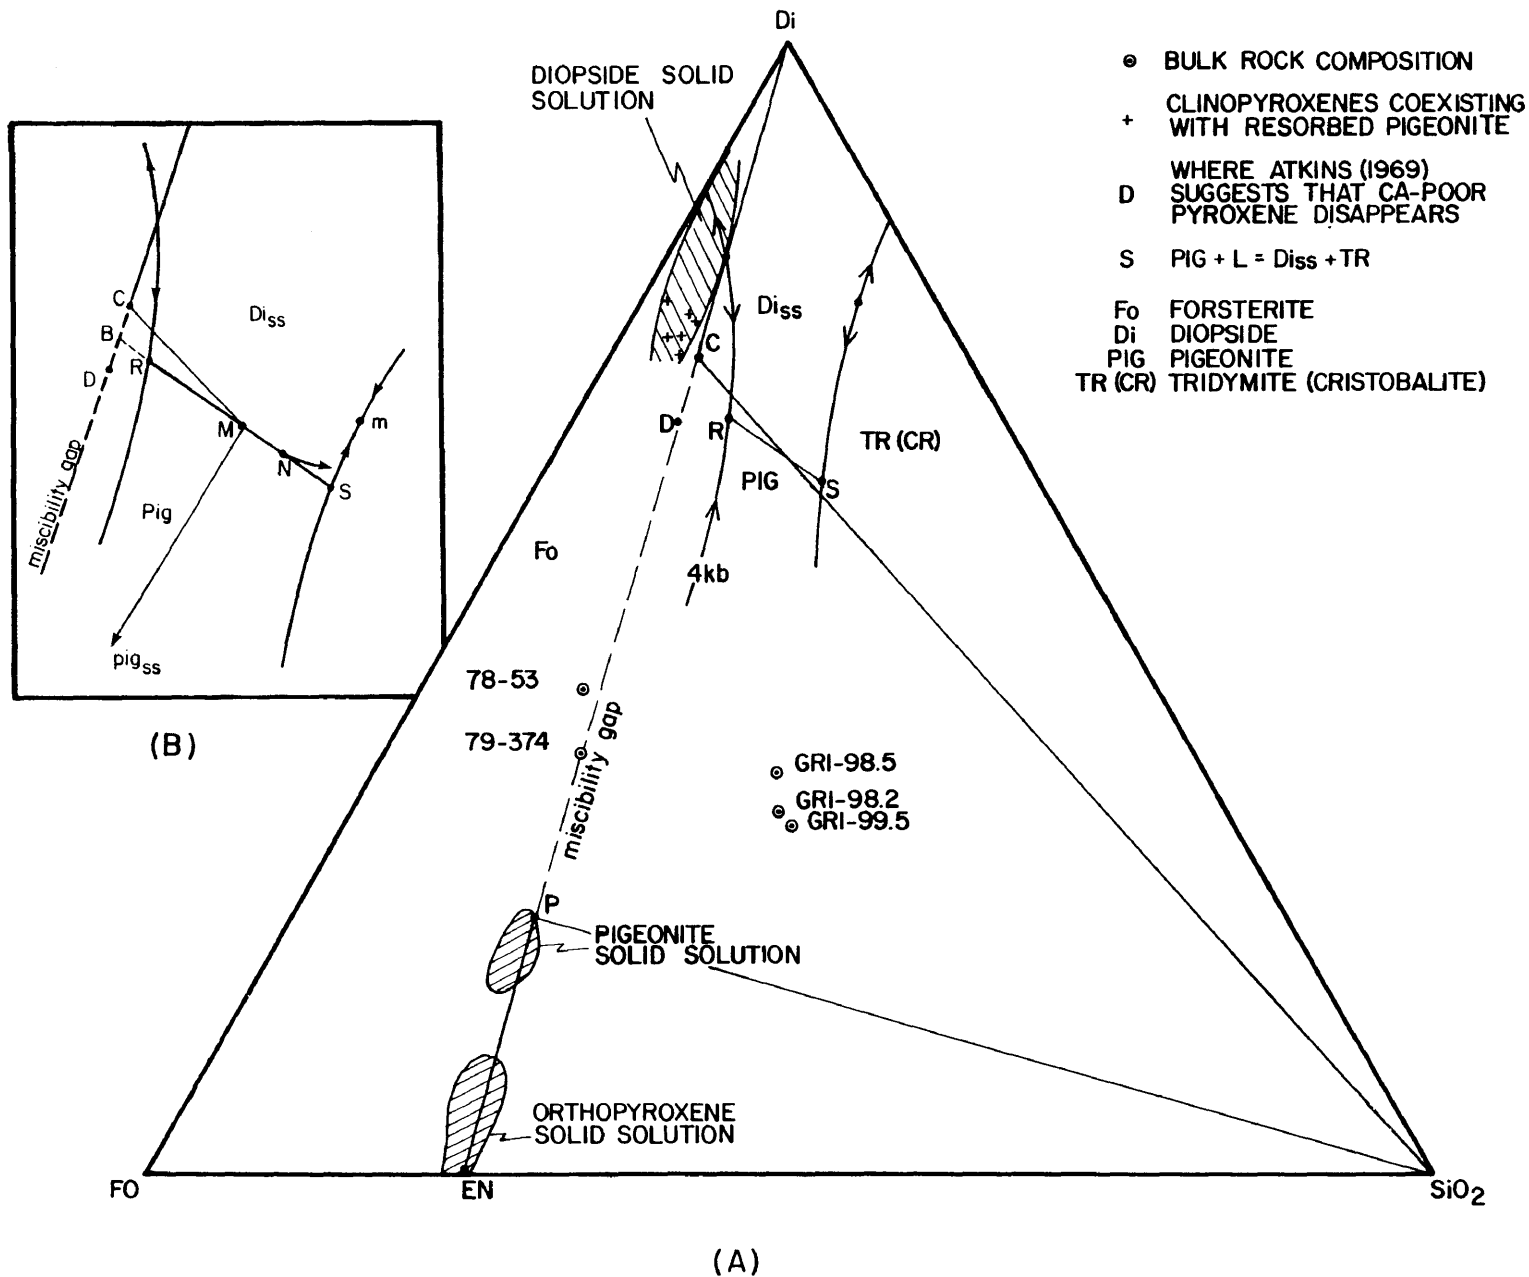 Di
DIOPSIDE SOLID
SOLUTION
BULK ROCK COMPOSITION
CLINOPYROXENES COEXISTING
+ WITH RESORBED PIGEONITE
WHERE ATKINS (1969)
D SUGGESTS THAT CA-POOR
PYROXENE DISAPPEARS
S PIG + L = Diss + TR
Fo FORSTERITE
Di DIOPSIDE
PIG PIGEONITE
TR (CR) TRIDYMITE (CRISTOBALITE)
C
B
D
R
Diss
M
N
S
m
miscibility gap
Pig
pigss
(B)
Diss
C
D
R
PIG
S
TR (CR)
Fo
4kb
78-53
79-374
miscibility gap
GRI-98.5
GRI-98.2
GRI-99.5
P
PIGEONITE
SOLID SOLUTION
ORTHOPYROXENE
SOLID SOLUTION
FO
EN
SiO2
(A)